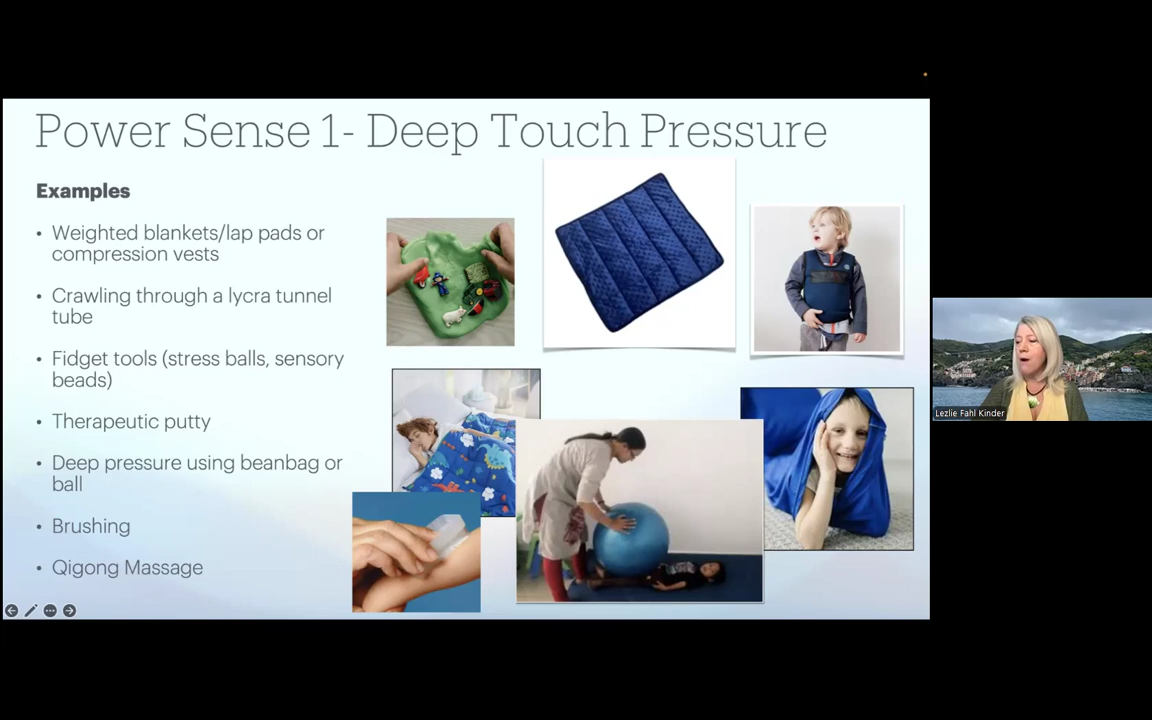 Power Sense 1- Deep Touch Pressure
Examples
• Weighted blankets/lap pads or
compression vests
• Crawling through a lycra tunnel
tube
• Fidget tools (stress balls, sensory
beads)
• Therapeutic putty
• Deep pressure using beanbag or
ball
• Brushing
• Qigong Massage
Lezlie Fahl Kinder